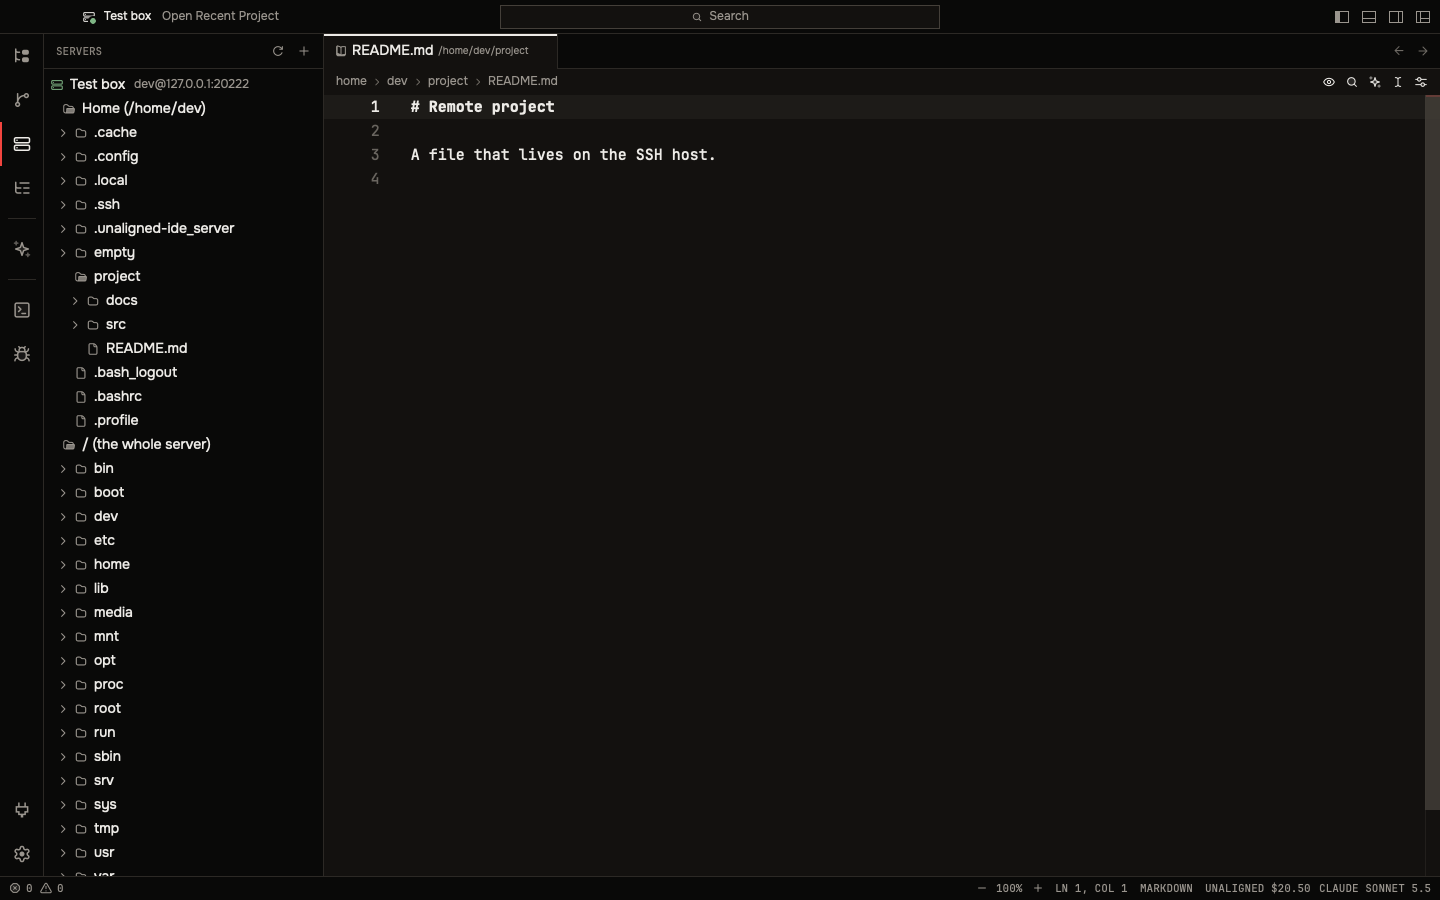 Test box Open Recent Project
Search
SERVERS
README.md /home/dev/project
Test box dev@127.0.0.1:20222
Home (/home/dev)
.cache
.config
.local
.ssh
.unaligned-ide_server
empty
project
docs
src
README.md
.bash_logout
.bashrc
.profile
/ (the whole server)
bin
boot
dev
etc
home
lib
media
mnt
opt
proc
root
run
sbin
srv
sys
tmp
usr
var
home > dev > project > README.md
1 # Remote project
2
3 A file that lives on the SSH host.
4
0 0
− 100% + LN 1, COL 1 MARKDOWN UNALIGNED $20.50 CLAUDE SONNET 5.5